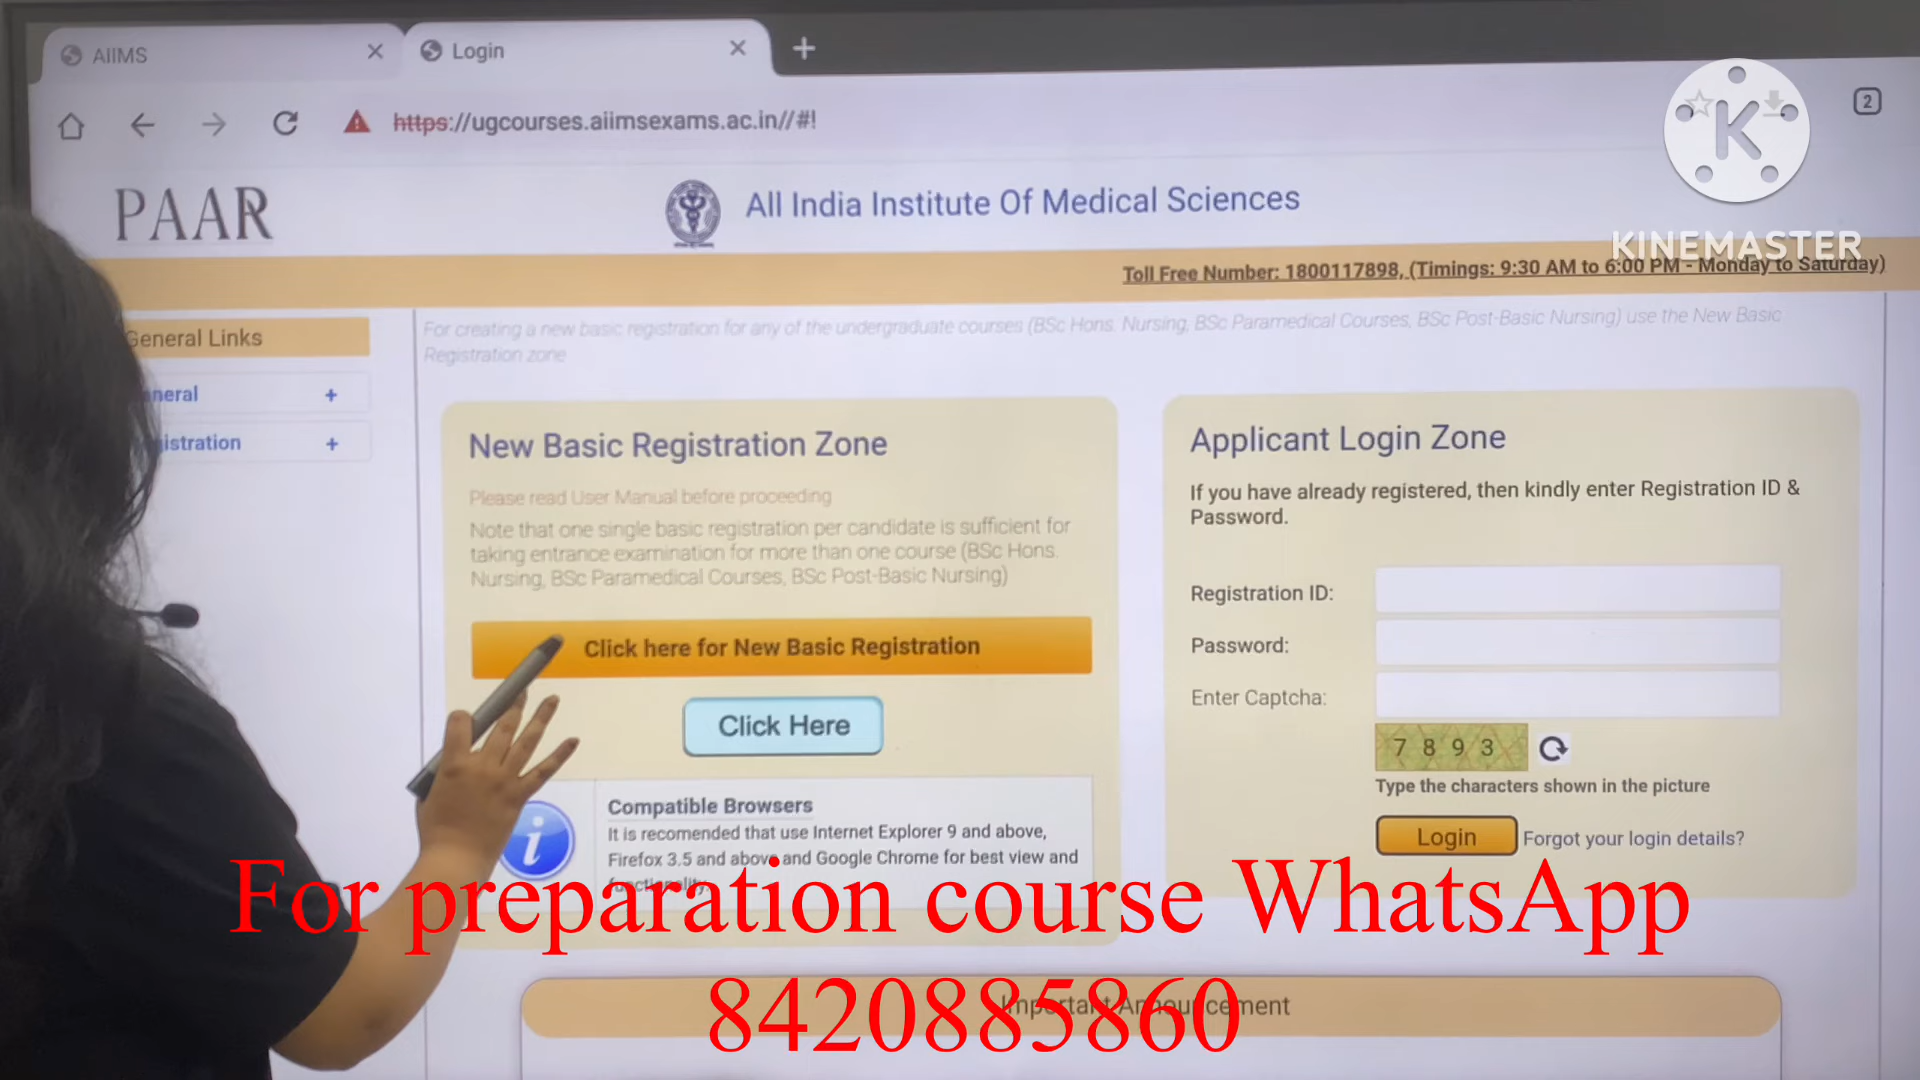 AIIMS
Login
2
https://ugcourses.aiimsexams.ac.in//#!
K
KINEMASTER
PAAR
All India Institute Of Medical Sciences
Toll Free Number: 1800117898, (Timings: 9:30 AM to 6:00 PM - Monday to Saturday)
General Links
neral +
istration +
For creating a new basic registration for any of the undergraduate courses (BSc Hons. Nursing, BSc Paramedical Courses, BSc Post-Basic Nursing) use the New Basic
Registration zone
New Basic Registration Zone
Please read User Manual before proceeding
Note that one single basic registration per candidate is sufficient for
taking entrance examination for more than one course (BSc Hons.
Nursing, BSc Paramedical Courses, BSc Post-Basic Nursing)
Click here for New Basic Registration
Click Here
Compatible Browsers
It is recomended that use Internet Explorer 9 and above,
Firefox 3.5 and above and Google Chrome for best view and
functionality.
Applicant Login Zone
If you have already registered, then kindly enter Registration ID &
Password.
Registration ID:
Password:
Enter Captcha:
7 8 9 3
Type the characters shown in the picture
Login Forgot your login details?
For preparation course WhatsApp
8420885860
Important Announcement